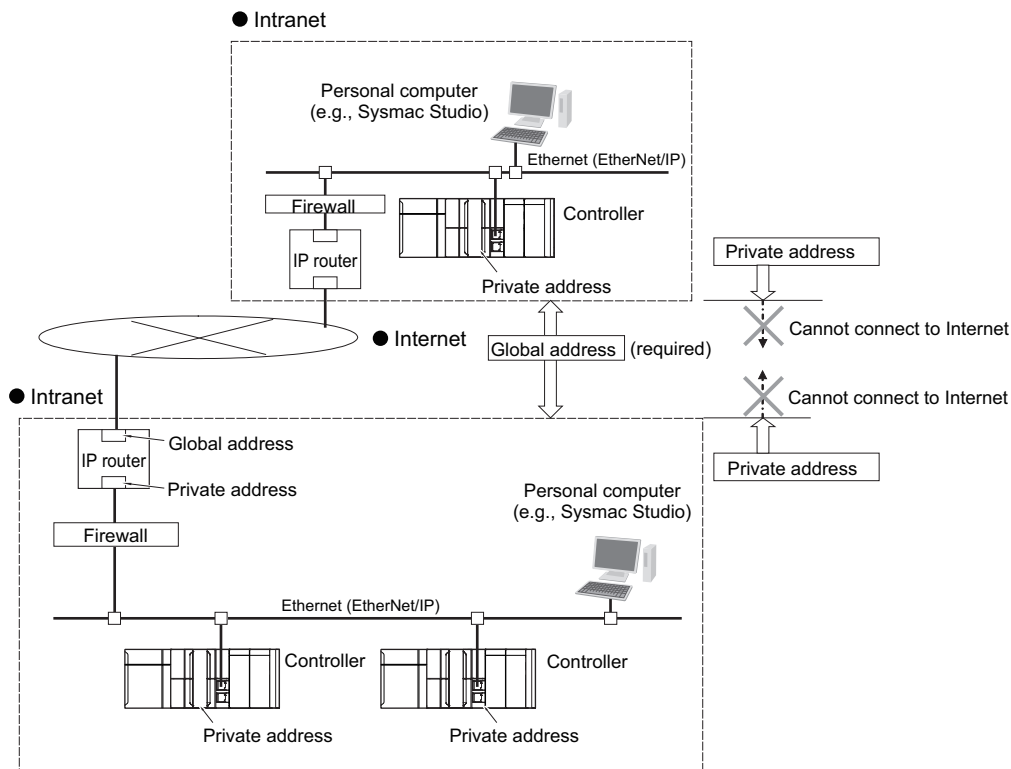 ● Intranet
Personal computer
(e.g., Sysmac Studio)
Ethernet (EtherNet/IP)
Firewall
Controller
IP router
Private address
Private address
Cannot connect to Internet
● Internet
Global address (required)
Cannot connect to Internet
Private address
● Intranet
Global address
IP router
Private address
Firewall
Personal computer
(e.g., Sysmac Studio)
Ethernet (EtherNet/IP)
Controller
Controller
Private address
Private address